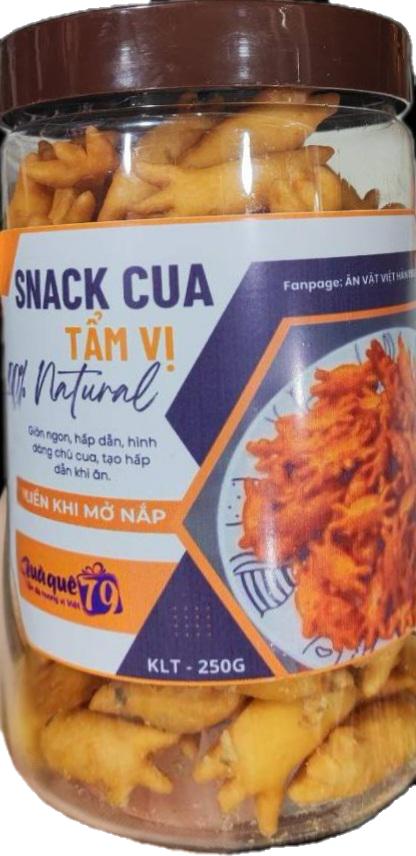 SNACK CUA
TẨM VỊ
Natural
Giòn ngon, hấp dẫn, hình
dáng chú cua, tạo hấp
dẫn khi ăn.
KHI MỞ NẮP
quê 79
KLT - 250G
Fanpage: ĂN VẶT VIỆT